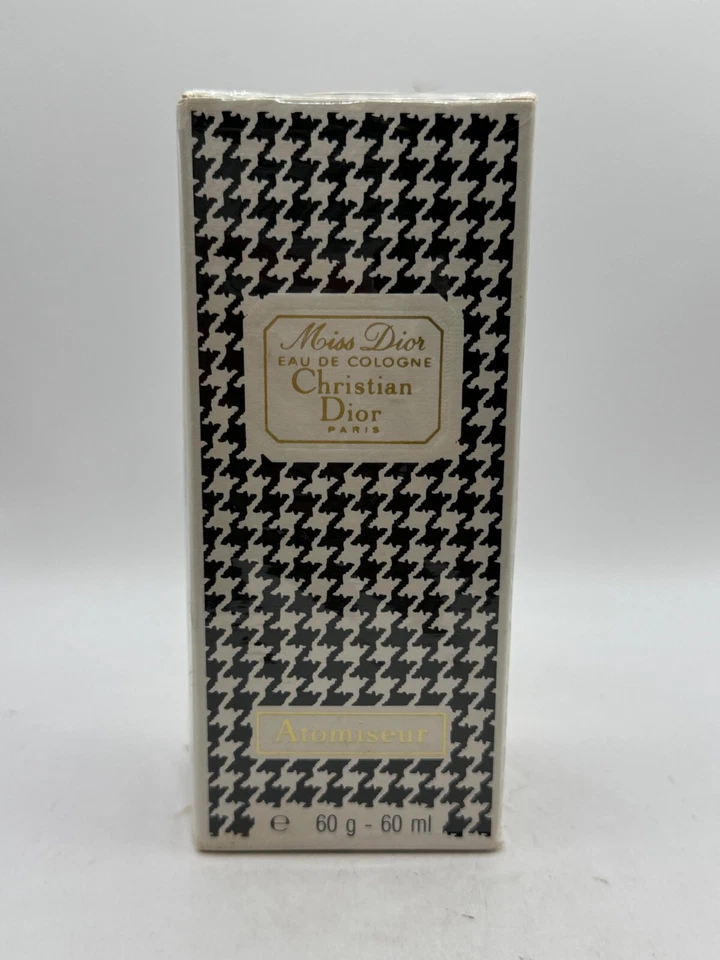 Miss Dior
EAU DE COLOGNE
Christian
Dior
PARIS
Atomiseur
℮ 60 g - 60 ml